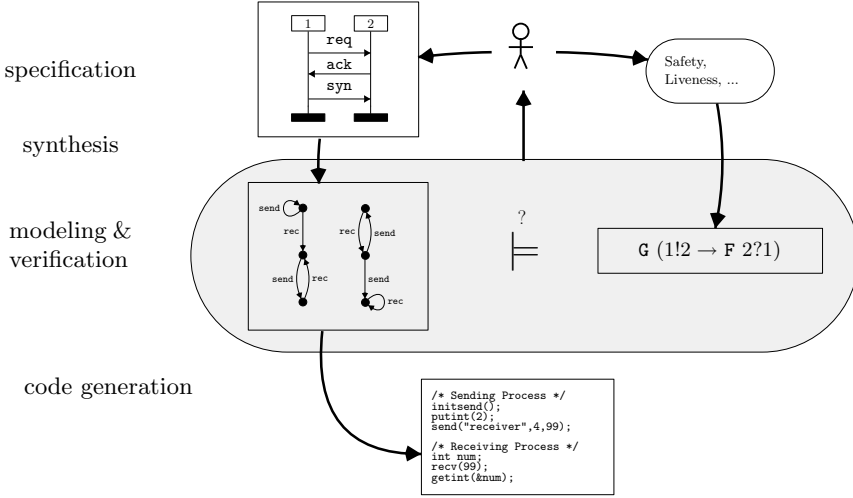 1 2
req
ack
syn
Safety,
Liveness, ...
specification
synthesis
modeling &
verification
send
rec
send
rec
rec
send
send
rec
?
⊨
G (1!2 → F 2?1)
code generation
/* Sending Process */
initsend();
putint(2);
send("receiver",4,99);
/* Receiving Process */
int num;
recv(99);
getint(&num);